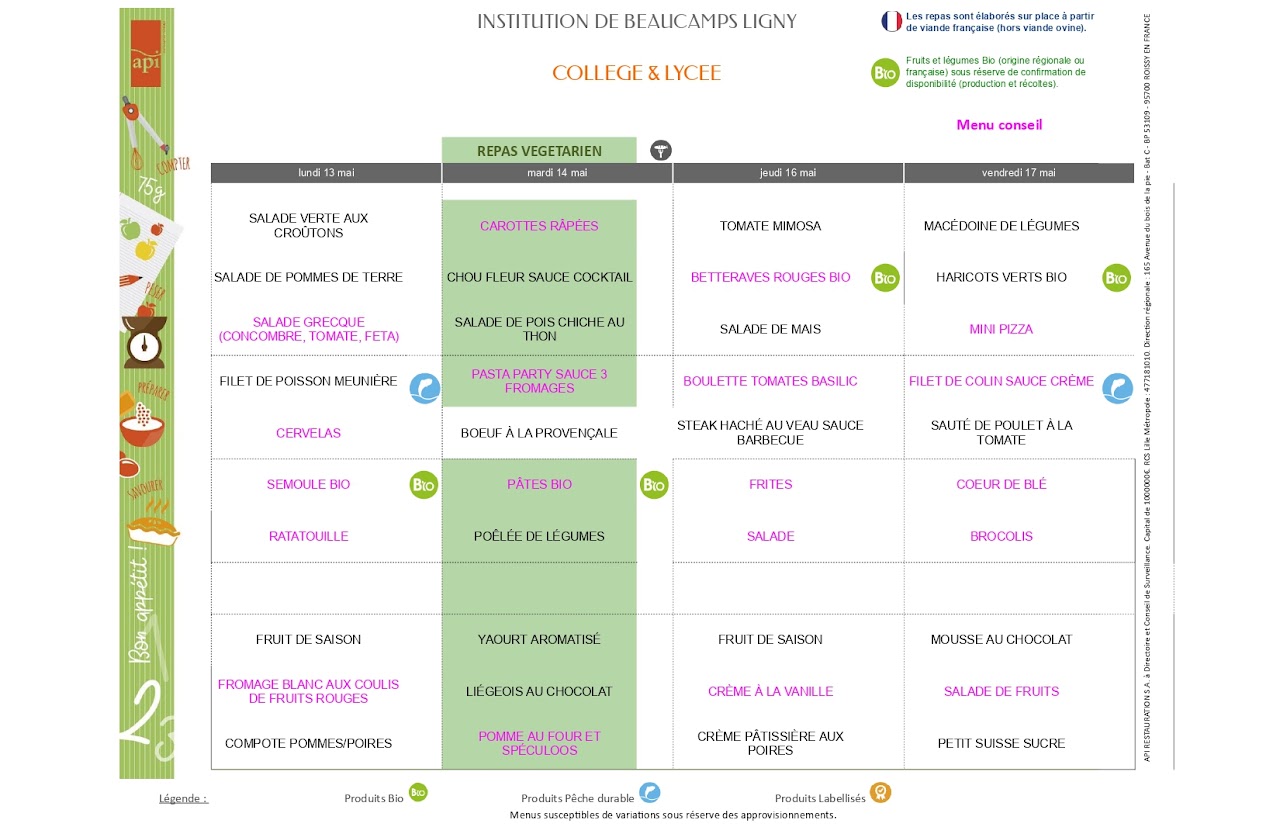 INSTITUTION DE BEAUCAMPS LIGNY
Les repas sont élaborés sur place à partir
de viande française (hors viande ovine).
COLLEGE & LYCEE
Bio
Fruits et légumes Bio (origine régionale ou
française) sous réserve de confirmation de
disponibilité (production et récoltes).
Menu conseil
api
COMPTER
75g
PESER
PRÉPARER
SAVOURER
Bon appétit !
1
2
3
REPAS VEGETARIEN
lundi 13 mai
mardi 14 mai
jeudi 16 mai
vendredi 17 mai
SALADE VERTE AUX
CROÛTONS
CAROTTES RÂPÉES
TOMATE MIMOSA
MACÉDOINE DE LÉGUMES
SALADE DE POMMES DE TERRE
CHOU FLEUR SAUCE COCKTAIL
BETTERAVES ROUGES BIO
Bio
HARICOTS VERTS BIO
Bio
SALADE GRECQUE
(CONCOMBRE, TOMATE, FETA)
SALADE DE POIS CHICHE AU
THON
SALADE DE MAIS
MINI PIZZA
FILET DE POISSON MEUNIÈRE
PASTA PARTY SAUCE 3
FROMAGES
BOULETTE TOMATES BASILIC
FILET DE COLIN SAUCE CRÈME
CERVELAS
BOEUF À LA PROVENÇALE
STEAK HACHÉ AU VEAU SAUCE
BARBECUE
SAUTÉ DE POULET À LA
TOMATE
SEMOULE BIO
Bio
PÂTES BIO
Bio
FRITES
COEUR DE BLÉ
RATATOUILLE
POÊLÉE DE LÉGUMES
SALADE
BROCOLIS
FRUIT DE SAISON
YAOURT AROMATISÉ
FRUIT DE SAISON
MOUSSE AU CHOCOLAT
FROMAGE BLANC AUX COULIS
DE FRUITS ROUGES
LIÉGEOIS AU CHOCOLAT
CRÈME À LA VANILLE
SALADE DE FRUITS
COMPOTE POMMES/POIRES
POMME AU FOUR ET
SPÉCULOOS
CRÈME PÂTISSIÈRE AUX
POIRES
PETIT SUISSE SUCRE
API RESTAURATION S.A. à Directoire et Conseil de Surveillance. Capital de 1000000€. RCS Lille Métropole : 477181010. Direction régionale : 165 Avenue du bois de la pie - Bat C - BP 53109 - 95700 ROISSY EN FRANCE
Légende :
Produits Bio
Bio
Produits Pêche durable
Produits Labellisés
Menus susceptibles de variations sous réserve des approvisionnements.